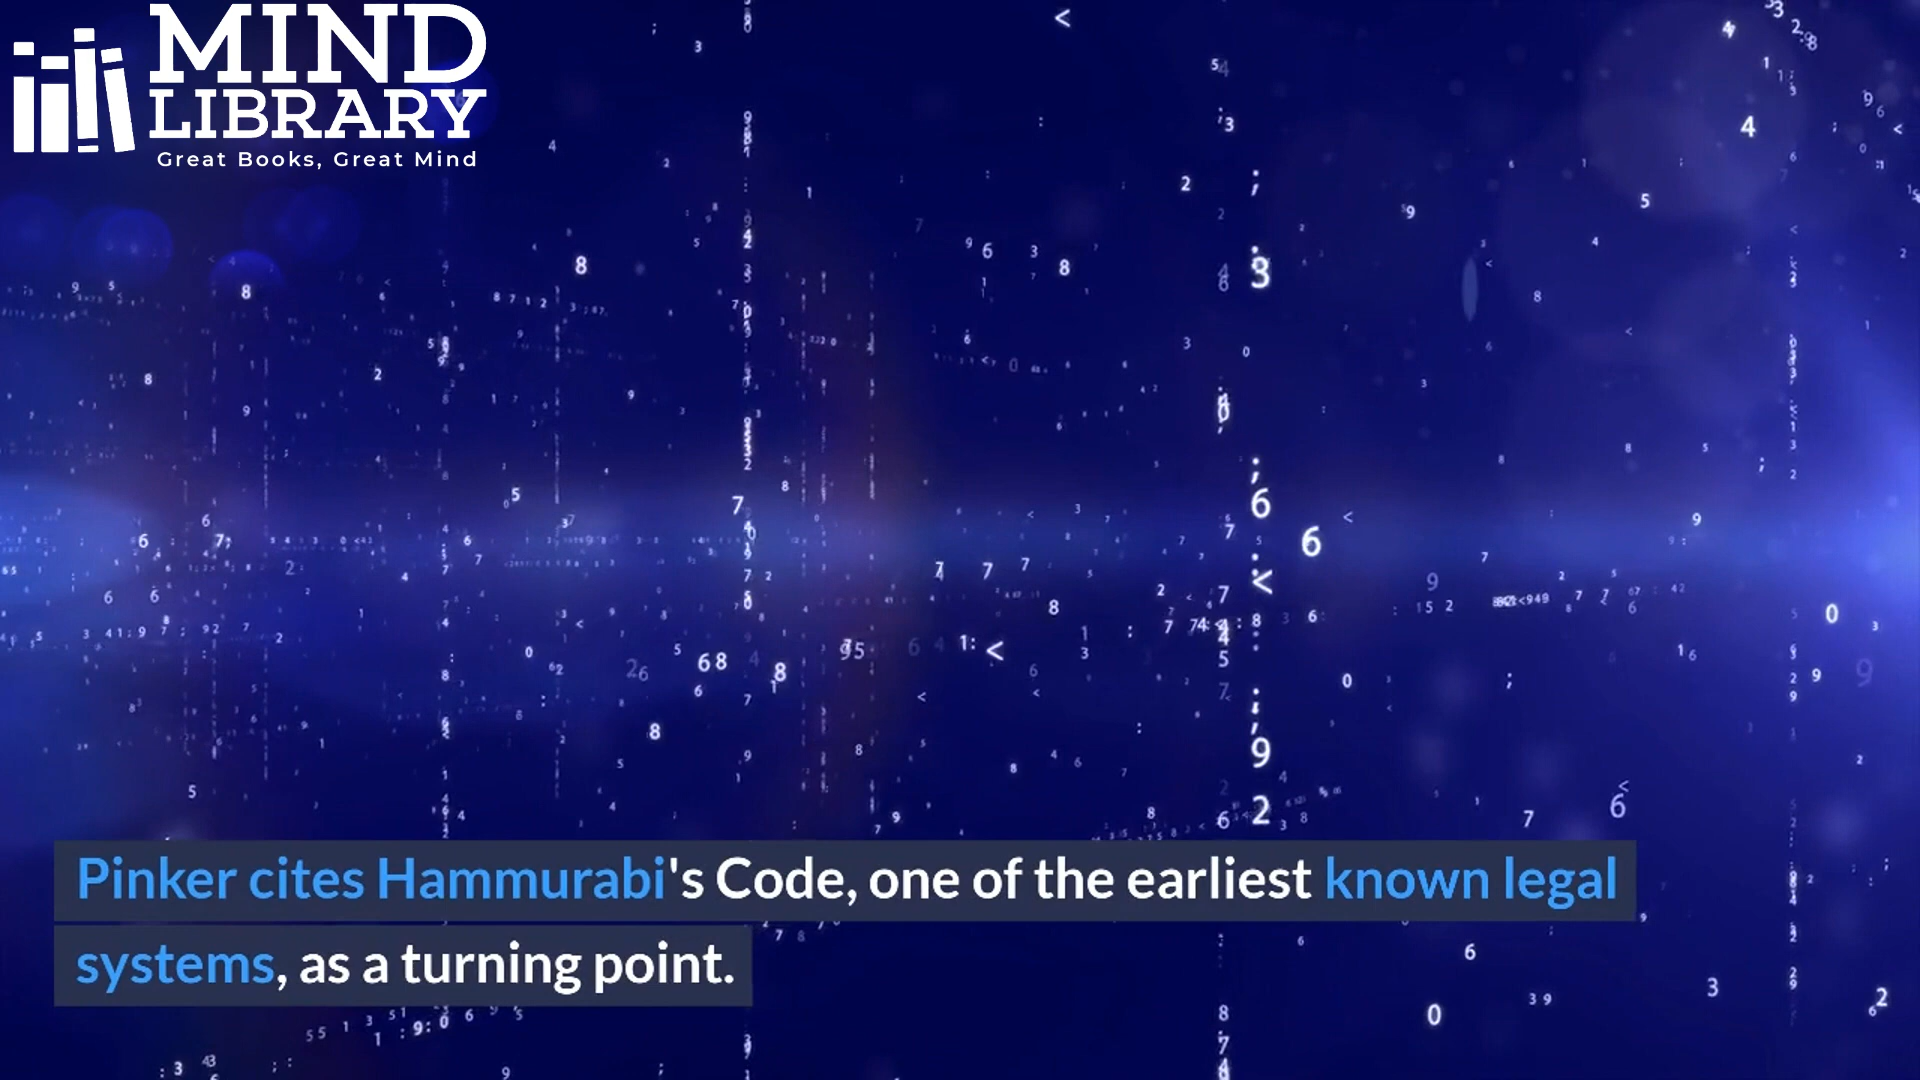 MIND
LIBRARY
Great Books, Great Mind
Pinker cites Hammurabi's Code, one of the earliest known legal
systems, as a turning point.